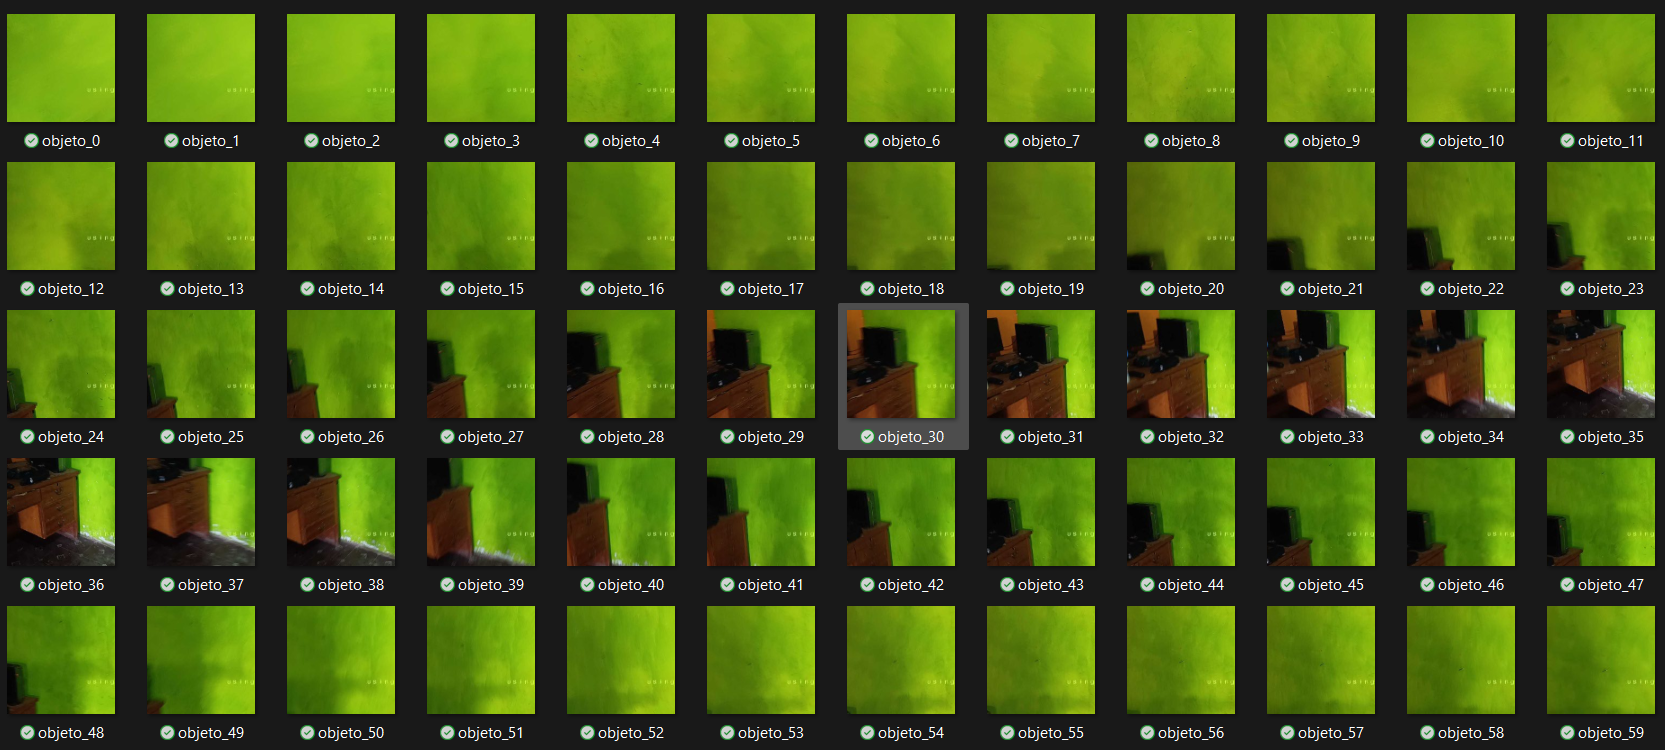 objeto_0 objeto_1 objeto_2 objeto_3 objeto_4 objeto_5 objeto_6 objeto_7 objeto_8 objeto_9 objeto_10 objeto_11
objeto_12 objeto_13 objeto_14 objeto_15 objeto_16 objeto_17 objeto_18 objeto_19 objeto_20 objeto_21 objeto_22 objeto_23
objeto_24 objeto_25 objeto_26 objeto_27 objeto_28 objeto_29 objeto_30 objeto_31 objeto_32 objeto_33 objeto_34 objeto_35
objeto_36 objeto_37 objeto_38 objeto_39 objeto_40 objeto_41 objeto_42 objeto_43 objeto_44 objeto_45 objeto_46 objeto_47
objeto_48 objeto_49 objeto_50 objeto_51 objeto_52 objeto_53 objeto_54 objeto_55 objeto_56 objeto_57 objeto_58 objeto_59